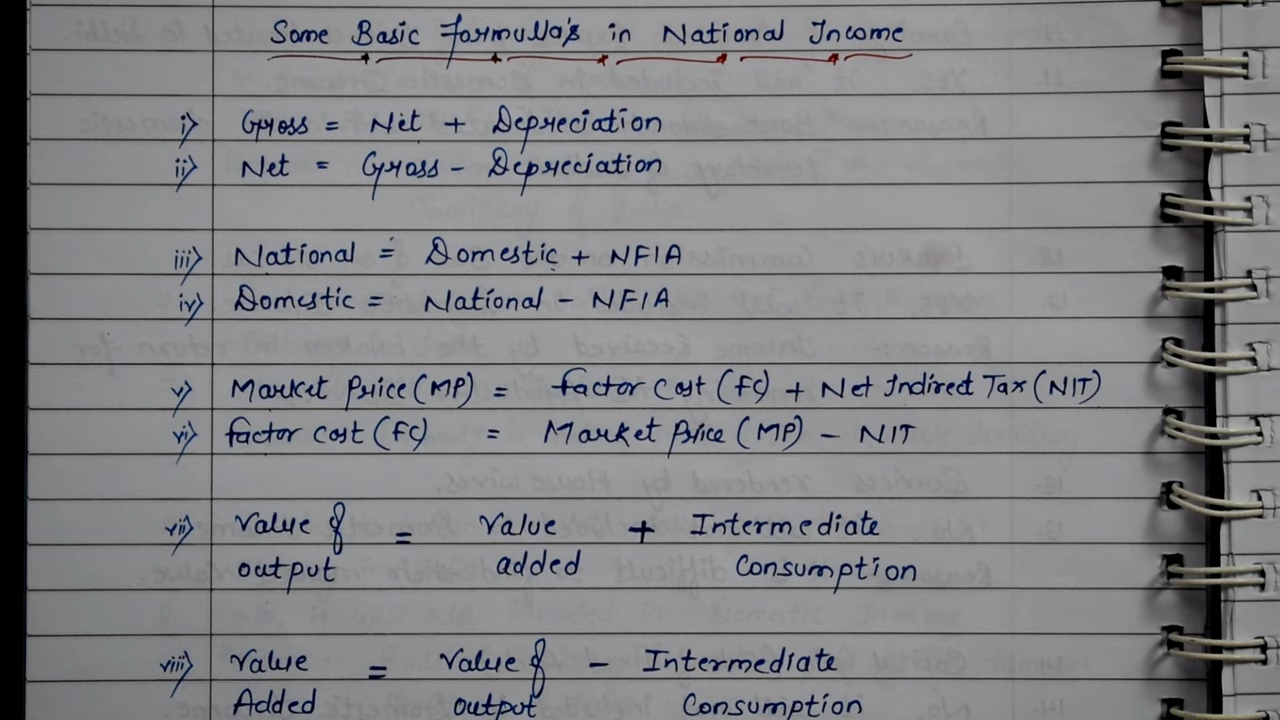 Some Basic Formulla's in National Income
i) Gross = Net + Depreciation
ii) Net = Gross - Depreciation
iii) National = Domestic + NFIA
iv) Domestic = National - NFIA
v) Market Price (MP) = factor cost (FC) + Net Indirect Tax (NIT)
vi) factor cost (FC) = Market Price (MP) - NIT
vii) Value of output = Value added + Intermediate Consumption
viii) Value Added = Value of output - Intermediate Consumption